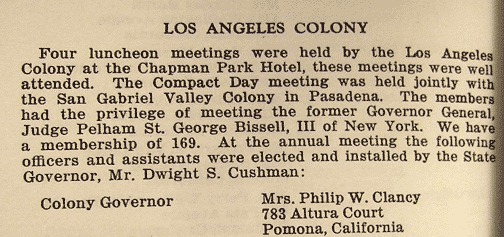 LOS ANGELES COLONY
Four luncheon meetings were held by the Los Angeles
Colony at the Chapman Park Hotel, these meetings were well
attended. The Compact Day meeting was held jointly with
the San Gabriel Valley Colony in Pasadena. The members
had the privilege of meeting the former Governor General,
Judge Pelham St. George Bissell, III of New York. We have
a membership of 169. At the annual meeting the following
officers and assistants were elected and installed by the State
Governor, Mr. Dwight S. Cushman:
Colony Governor Mrs. Philip W. Clancy
783 Altura Court
Pomona, California